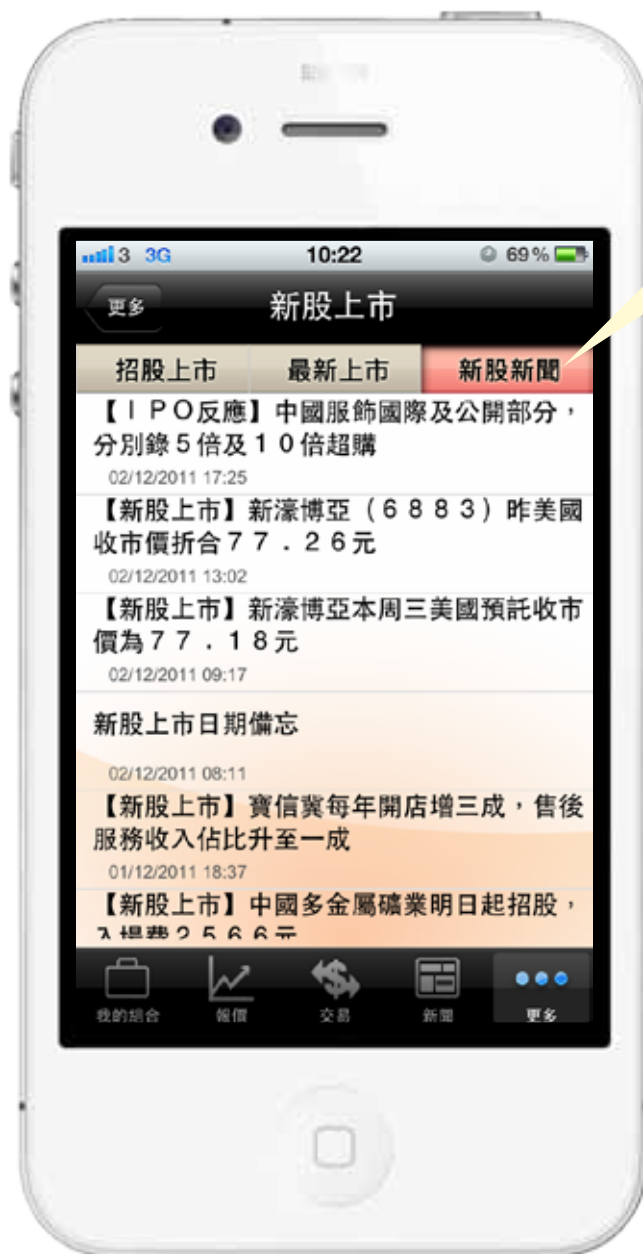 3 3G 10:22 69%
更多 新股上市
招股上市 最新上市 新股新聞
【ＩＰＯ反應】中國服飾國際及公開部分，
分別錄５倍及１０倍超購
02/12/2011 17:25
【新股上市】新濠博亞（６８８３）昨美國
收市價折合７７．２６元
02/12/2011 13:02
【新股上市】新濠博亞本周三美國預託收市
價為７７．１８元
02/12/2011 09:17
新股上市日期備忘
02/12/2011 08:11
【新股上市】寶信冀每年開店增三成，售後
服務收入佔比升至一成
01/12/2011 18:37
【新股上市】中國多金屬礦業明日起招股，
入場費２５６６元
我的組合 報價 交易 新聞 更多